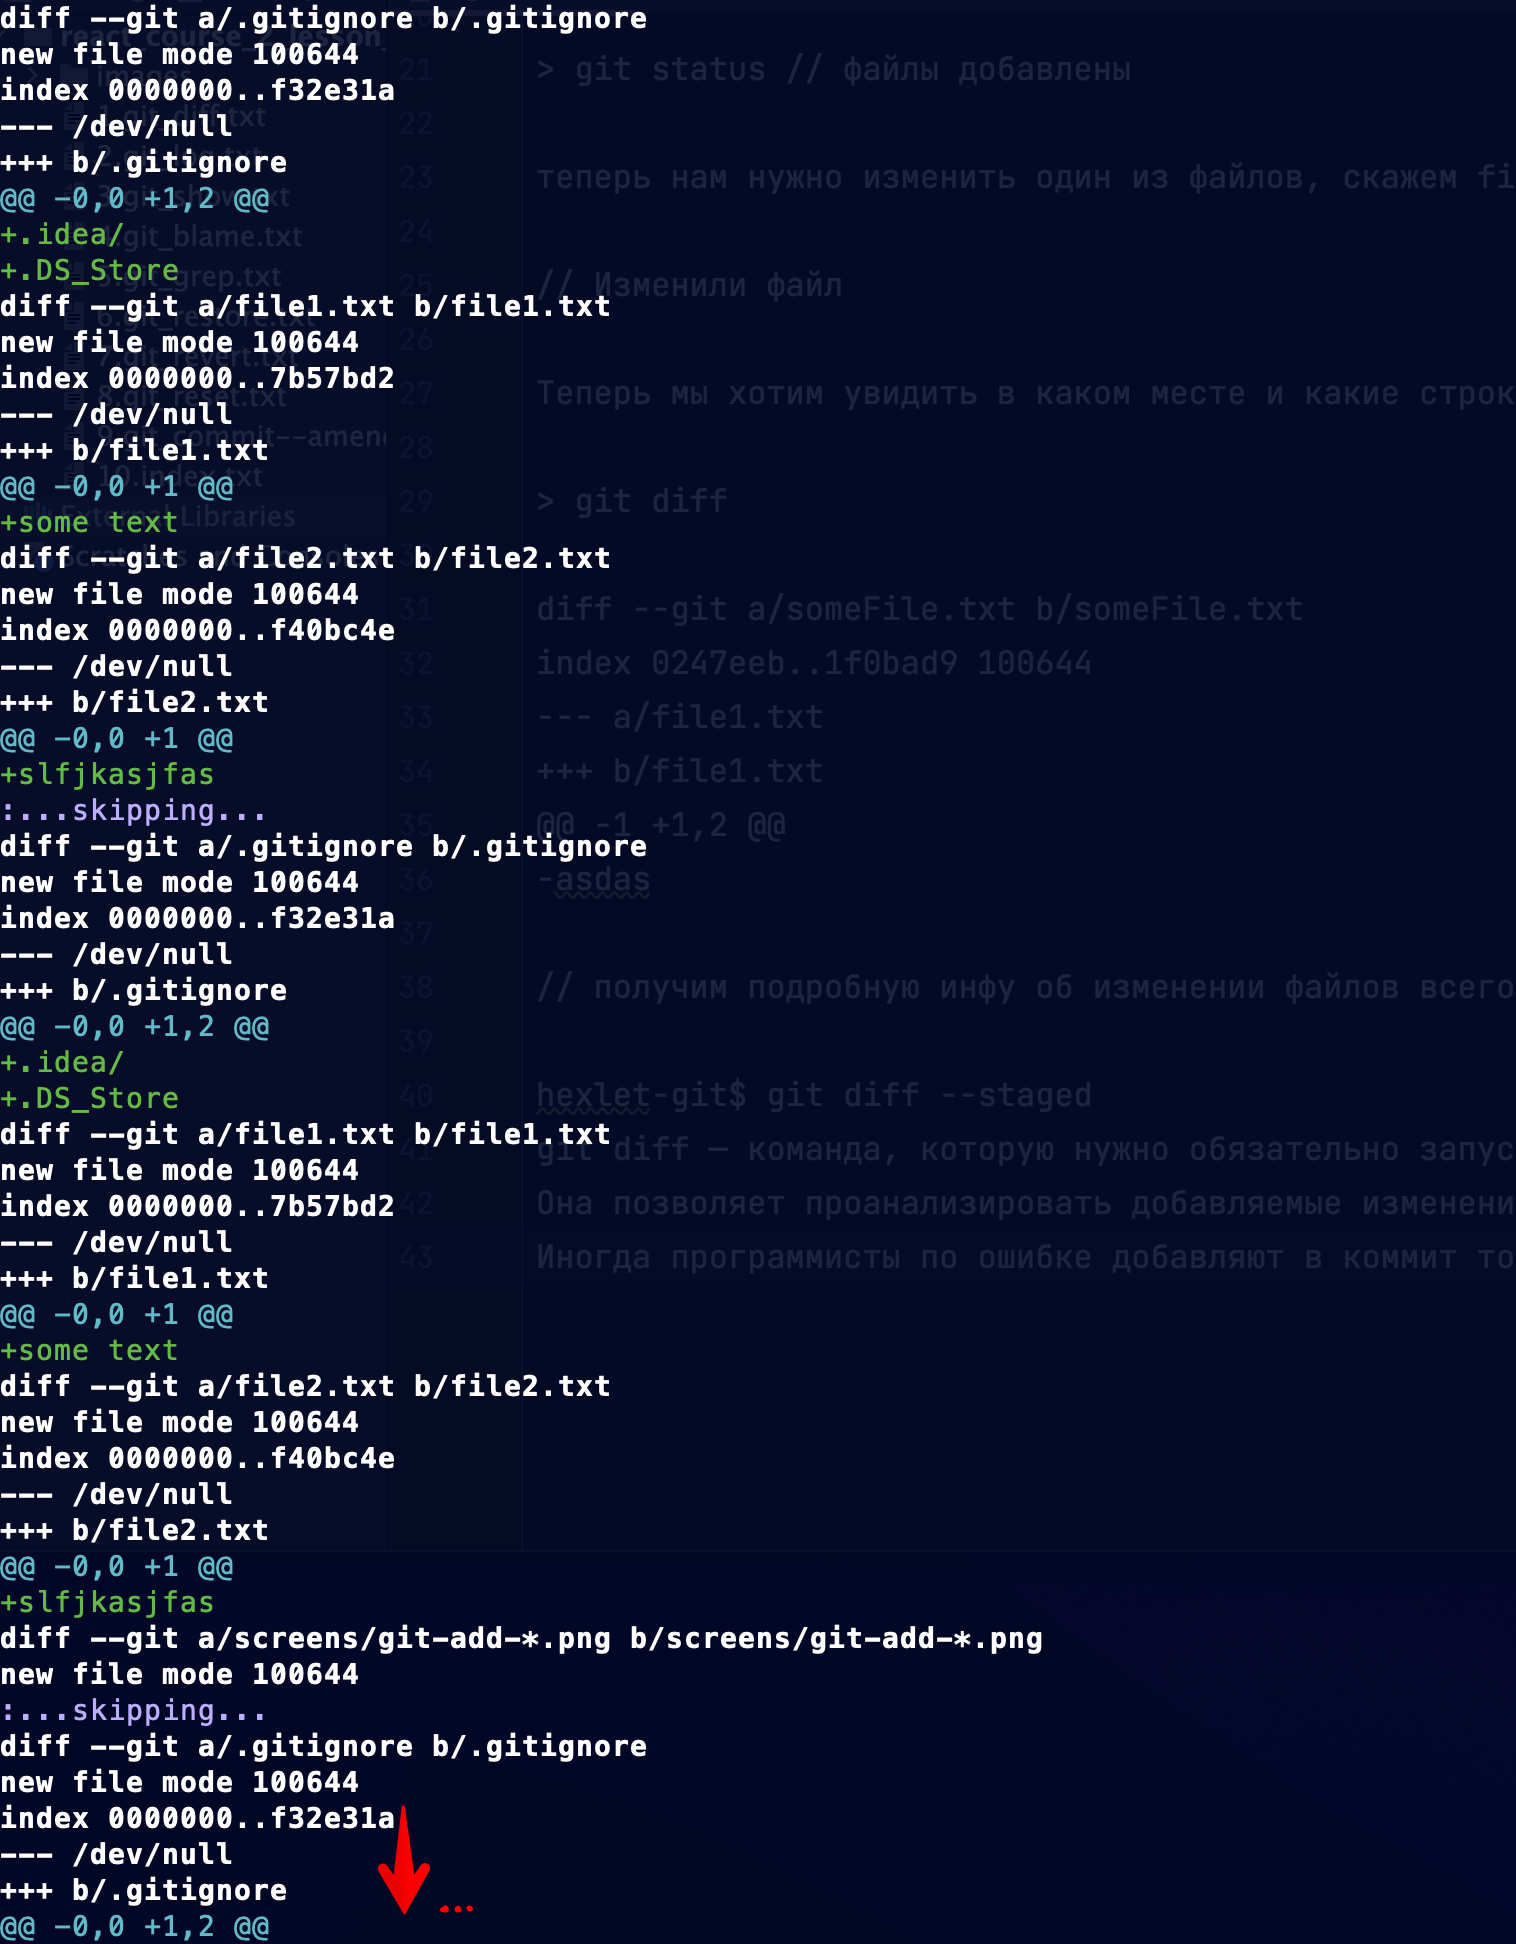 diff --git a/.gitignore b/.gitignore
new file mode 100644
index 0000000..f32e31a
--- /dev/null
+++ b/.gitignore
@@ -0,0 +1,2 @@
+.idea/
+.DS_Store
diff --git a/file1.txt b/file1.txt
new file mode 100644
index 0000000..7b57bd2
--- /dev/null
+++ b/file1.txt
@@ -0,0 +1 @@
+some text
diff --git a/file2.txt b/file2.txt
new file mode 100644
index 0000000..f40bc4e
--- /dev/null
+++ b/file2.txt
@@ -0,0 +1 @@
+slfjkasjfas
:...skipping...
diff --git a/.gitignore b/.gitignore
new file mode 100644
index 0000000..f32e31a
--- /dev/null
+++ b/.gitignore
@@ -0,0 +1,2 @@
+.idea/
+.DS_Store
diff --git a/file1.txt b/file1.txt
new file mode 100644
index 0000000..7b57bd2
--- /dev/null
+++ b/file1.txt
@@ -0,0 +1 @@
+some text
diff --git a/file2.txt b/file2.txt
new file mode 100644
index 0000000..f40bc4e
--- /dev/null
+++ b/file2.txt
@@ -0,0 +1 @@
+slfjkasjfas
diff --git a/screens/git-add-*.png b/screens/git-add-*.png
new file mode 100644
:...skipping...
diff --git a/.gitignore b/.gitignore
new file mode 100644
index 0000000..f32e31a
--- /dev/null
+++ b/.gitignore
@@ -0,0 +1,2 @@
...
21 > git status // файлы добавлены
22
23 теперь нам нужно изменить один из файлов, скажем fi
24
25 // Изменили файл
26
27 Теперь мы хотим увидить в каком месте и какие строк
28
29 > git diff
31 diff --git a/someFile.txt b/someFile.txt
32 index 0247eeb..1f0bad9 100644
33 --- a/file1.txt
34 +++ b/file1.txt
35 @@ -1 +1,2 @@
36 -asdas
37
38 // получим подробную инфу об изменении файлов всего
39
40 hexlet-git$ git diff --staged
41 git diff — команда, которую нужно обязательно запус
42 Она позволяет проанализировать добавляемые изменени
43 Иногда программисты по ошибке добавляют в коммит то